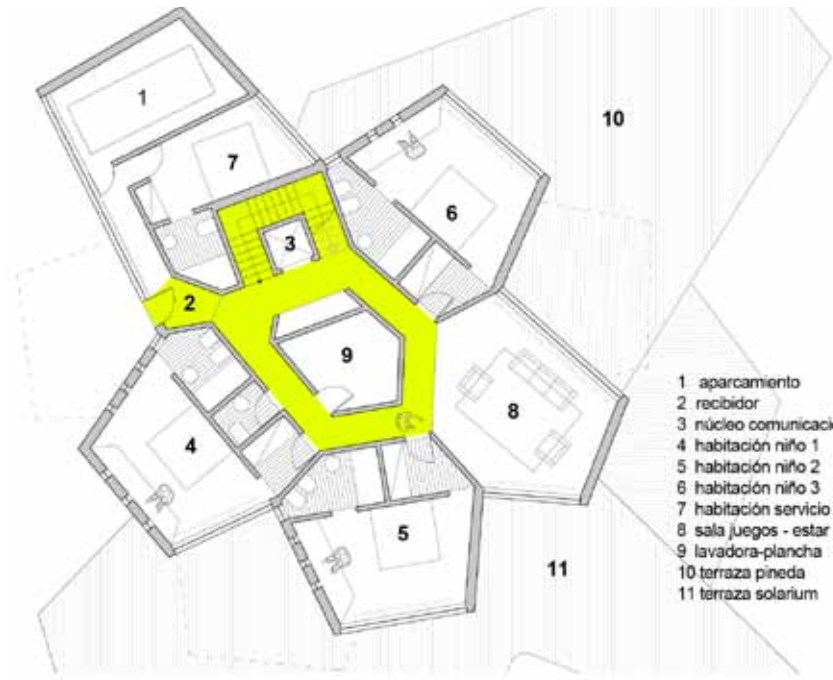 1
10
7
6
3
2
9
8
4
5
11
1 aparcamiento
2 recibidor
3 núcleo comunicaci
4 habitación niño 1
5 habitación niño 2
6 habitación niño 3
7 habitación servicio
8 sala juegos - estar
9 lavadora-plancha
10 terraza pineda
11 terraza solarium